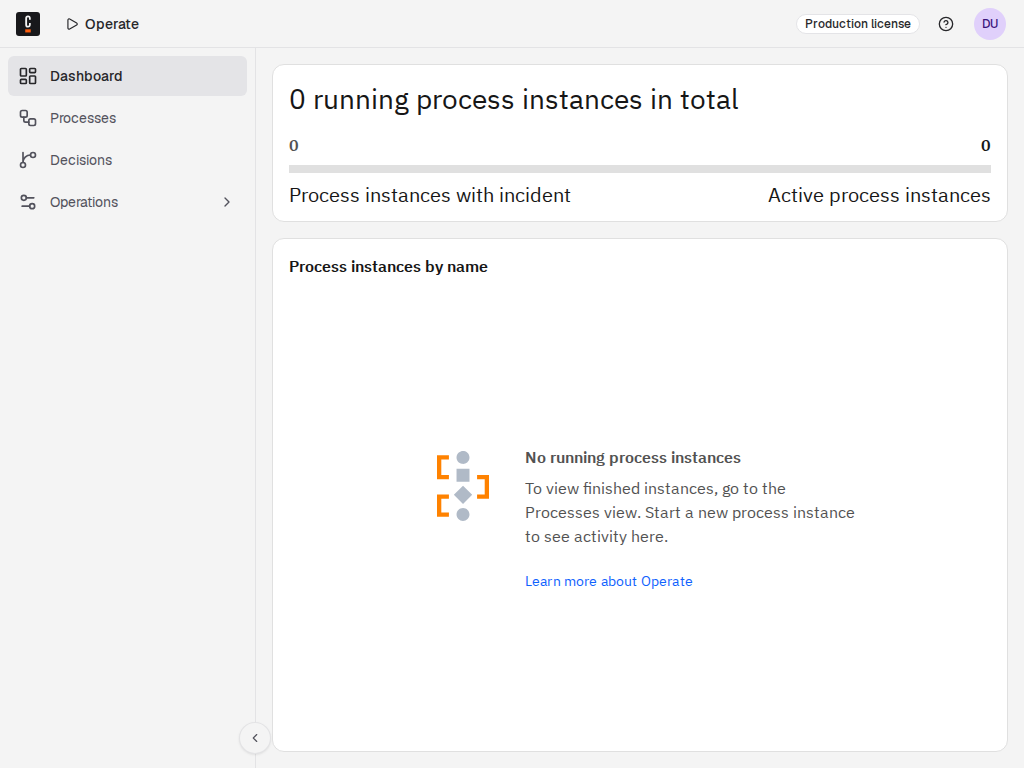 Operate
Production license
DU
Dashboard
Processes
Decisions
Operations
0 running process instances in total
0
0
Process instances with incident
Active process instances
Process instances by name
No running process instances
To view finished instances, go to the
Processes view. Start a new process instance
to see activity here.
Learn more about Operate